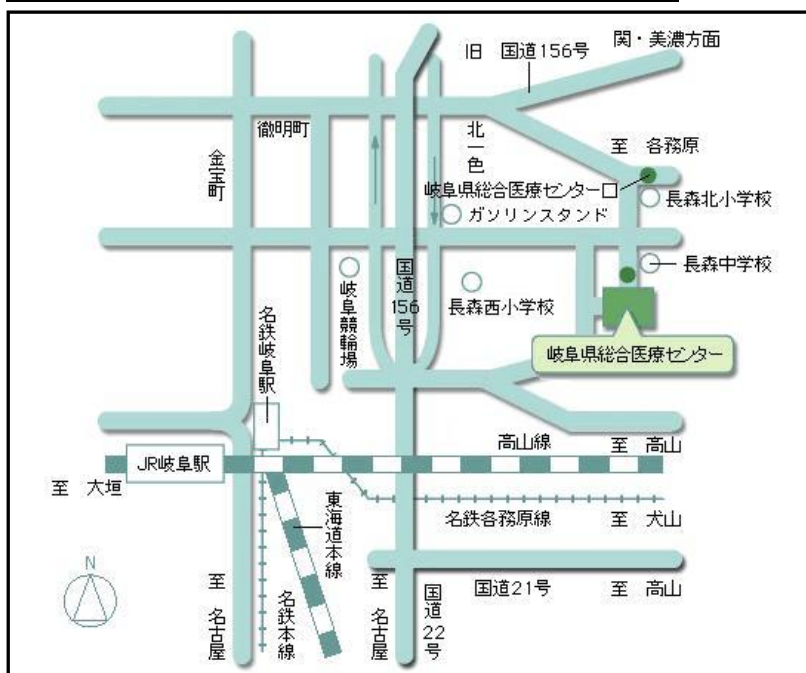 関・美濃方面
旧 国道156号
徹明町
北一色
至 各務原
金宝町
岐阜県総合医療センター口
長森北小学校
ガソリンスタンド
長森中学校
国道156号
岐阜競輪場
長森西小学校
名鉄岐阜駅
岐阜県総合医療センター
高山線
至 高山
JR岐阜駅
至 大垣
東海道本線
名鉄各務原線
至 犬山
N
至 名古屋
名鉄本線
至 名古屋
国道22号
国道21号
至 高山